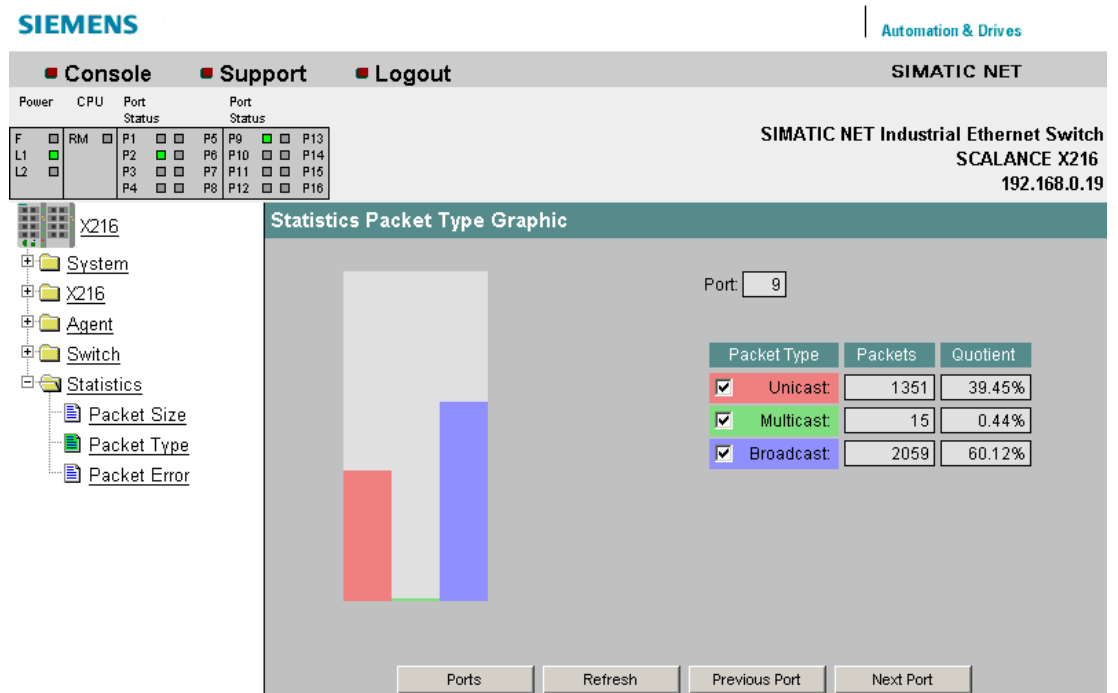 SIEMENS
Automation & Drives
Console Support Logout SIMATIC NET
Power CPU Port Status Port Status
F RM P1 P5 P9 P13
L1 P2 P6 P10 P14
L2 P3 P7 P11 P15
P4 P8 P12 P16
SIMATIC NET Industrial Ethernet Switch
SCALANCE X216
192.168.0.19
X216
System
X216
Agent
Switch
Statistics
Packet Size
Packet Type
Packet Error
Statistics Packet Type Graphic
Port: 9
Packet Type Packets Quotient
Unicast: 1351 39.45%
Multicast: 15 0.44%
Broadcast: 2059 60.12%
Ports Refresh Previous Port Next Port